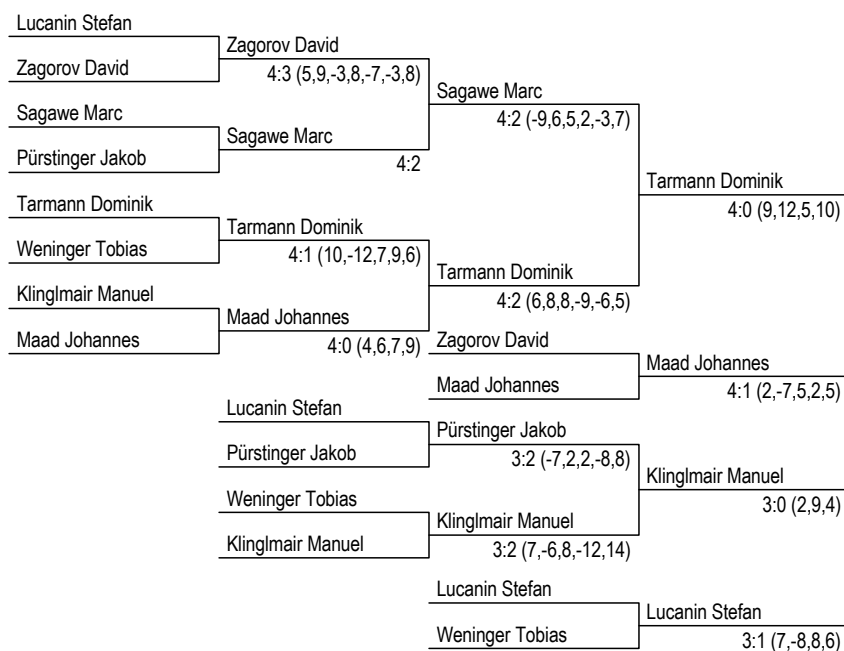 Lucanin Stefan
Zagorov David
Zagorov David
4:3 (5,9,-3,8,-7,-3,8)
Sagawe Marc
4:2 (-9,6,5,2,-3,7)
Sagawe Marc
Sagawe Marc
Pürstinger Jakob
4:2
Tarmann Dominik
4:0 (9,12,5,10)
Tarmann Dominik
Tarmann Dominik
Weninger Tobias
4:1 (10,-12,7,9,6)
Tarmann Dominik
4:2 (6,8,8,-9,-6,5)
Klinglmair Manuel
Maad Johannes
Maad Johannes
4:0 (4,6,7,9)
Zagorov David
Maad Johannes
Maad Johannes
4:1 (2,-7,5,2,5)
Lucanin Stefan
Pürstinger Jakob
Pürstinger Jakob
3:2 (-7,2,2,-8,8)
Klinglmair Manuel
3:0 (2,9,4)
Weninger Tobias
Klinglmair Manuel
Klinglmair Manuel
3:2 (7,-6,8,-12,14)
Lucanin Stefan
Lucanin Stefan
Weninger Tobias
3:1 (7,-8,8,6)